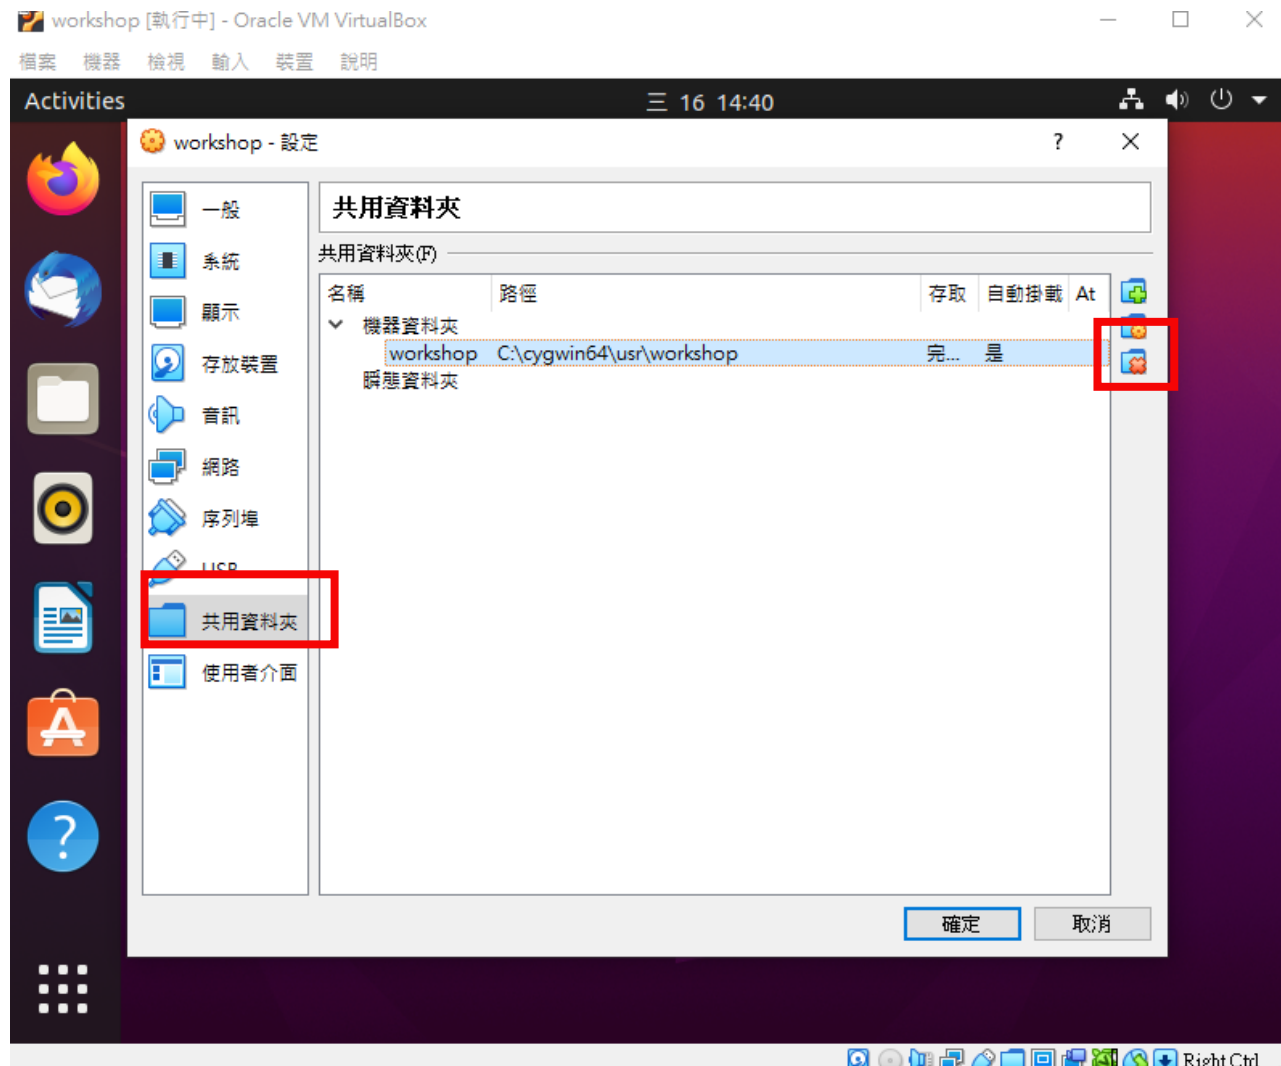 workshop [執行中] - Oracle VM VirtualBox
檔案 機器 檢視 輸入 裝置 說明
Activities
三 16 14:40
workshop - 設定
?
一般
系統
顯示
存放裝置
音訊
網路
序列埠
USB
共用資料夾
使用者介面
共用資料夾
共用資料夾(F)
名稱 路徑 存取 自動掛載 At
機器資料夾
workshop C:\cygwin64\usr\workshop 完... 是
瞬態資料夾
確定 取消
Right Ctrl